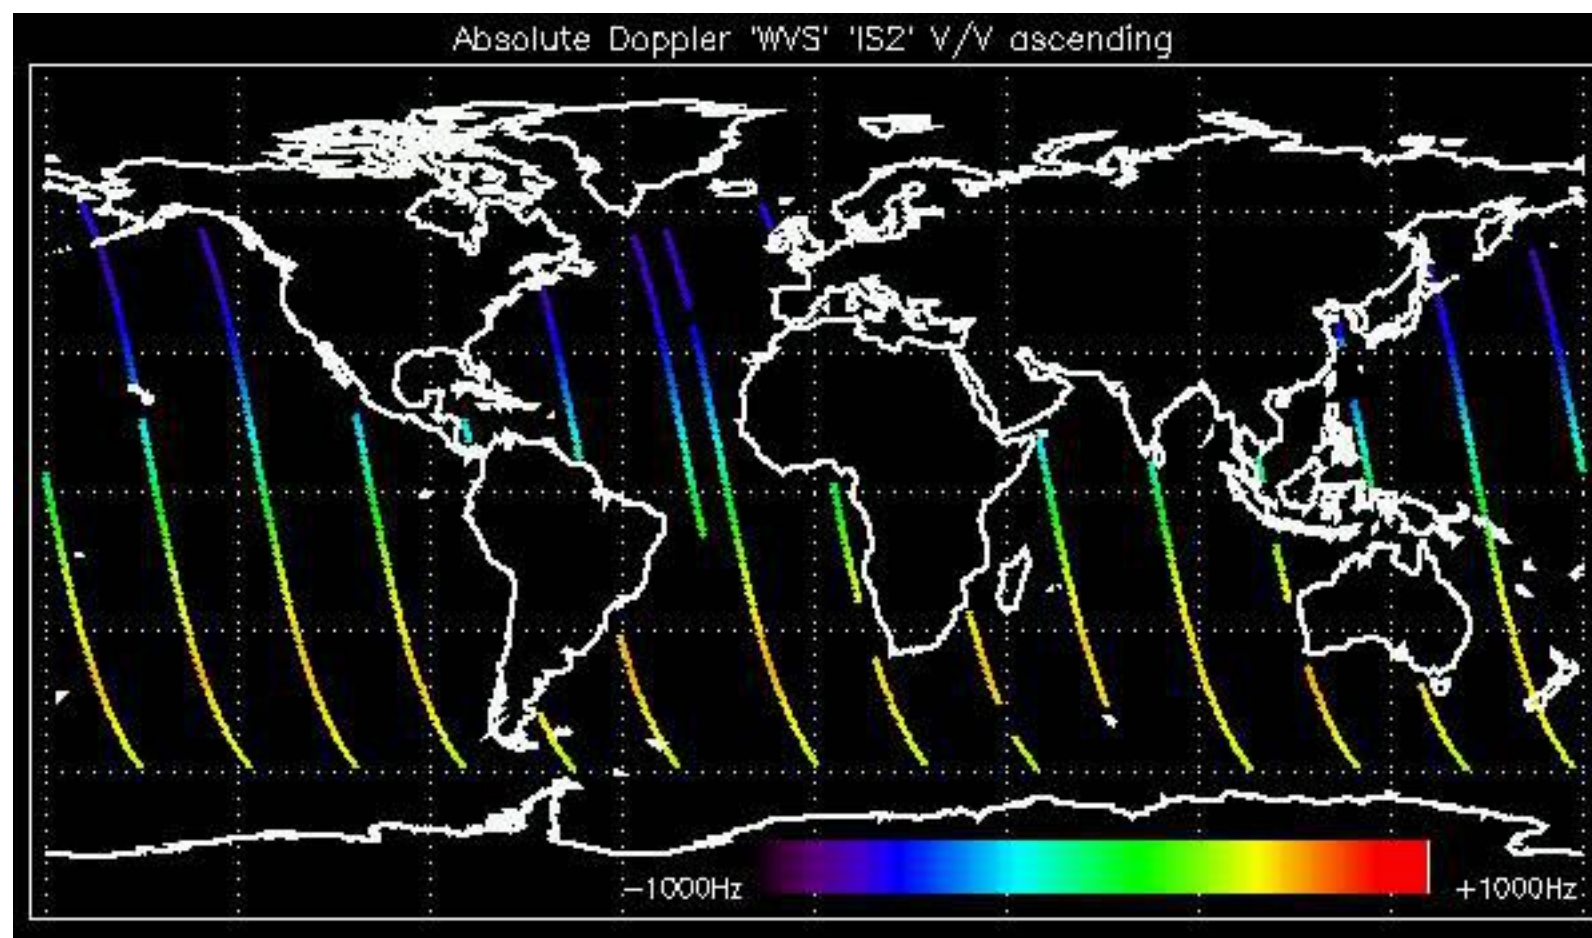 Absolute Doppler 'WVS' 'IS2' V/V ascending
−1000Hz +1000Hz